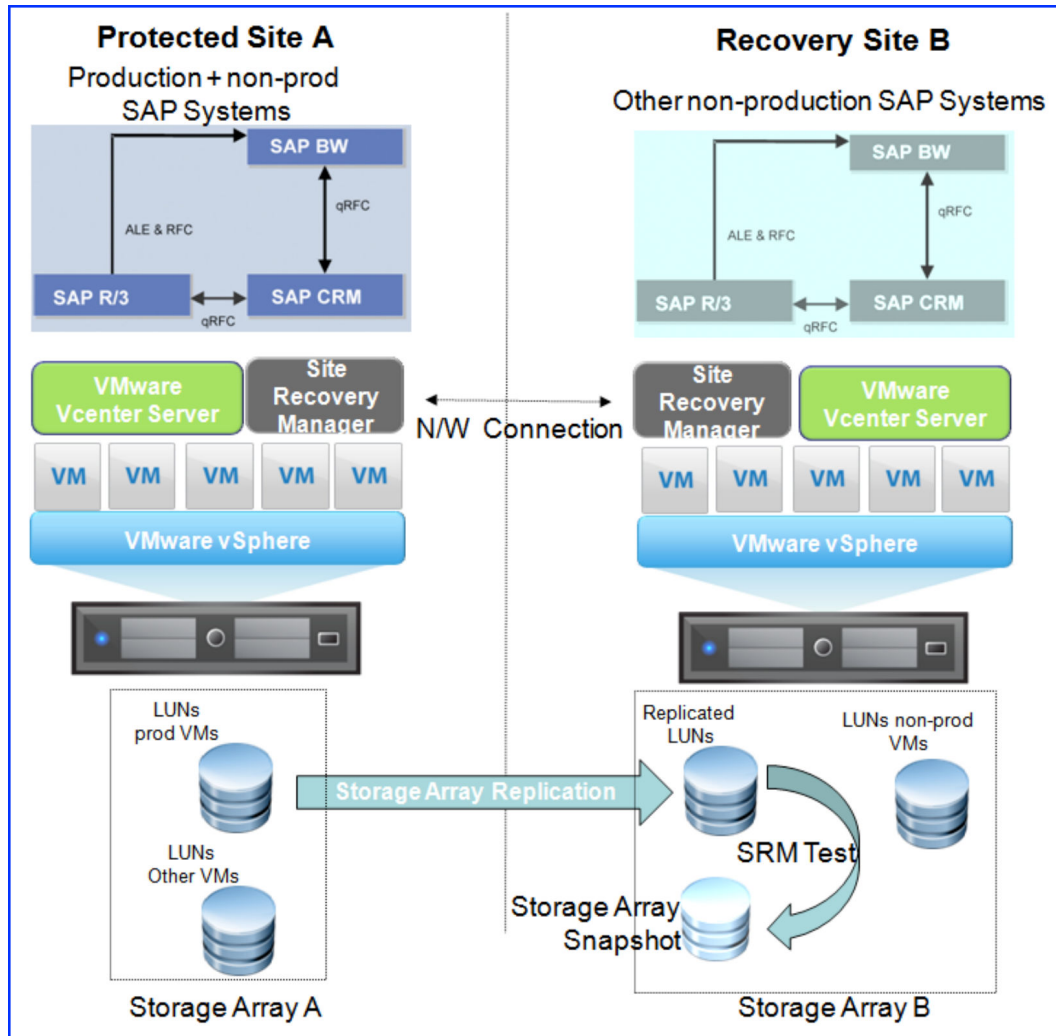 Protected Site A
Production + non-prod
SAP Systems
SAP BW
qRFC
ALE & RFC
SAP R/3
SAP CRM
qRFC
VMware
Vcenter Server
Site
Recovery
Manager
VM
VM
VM
VM
VM
VMware vSphere
LUNs
prod VMs
LUNs
Other VMs
Storage Array A
N/W Connection
Storage Array Replication
Recovery Site B
Other non-production SAP Systems
SAP BW
qRFC
ALE & RFC
SAP R/3
SAP CRM
qRFC
Site
Recovery
Manager
VMware
Vcenter Server
VM
VM
VM
VM
VM
VMware vSphere
Replicated
LUNs
LUNs non-prod
VMs
SRM Test
Storage Array
Snapshot
Storage Array B